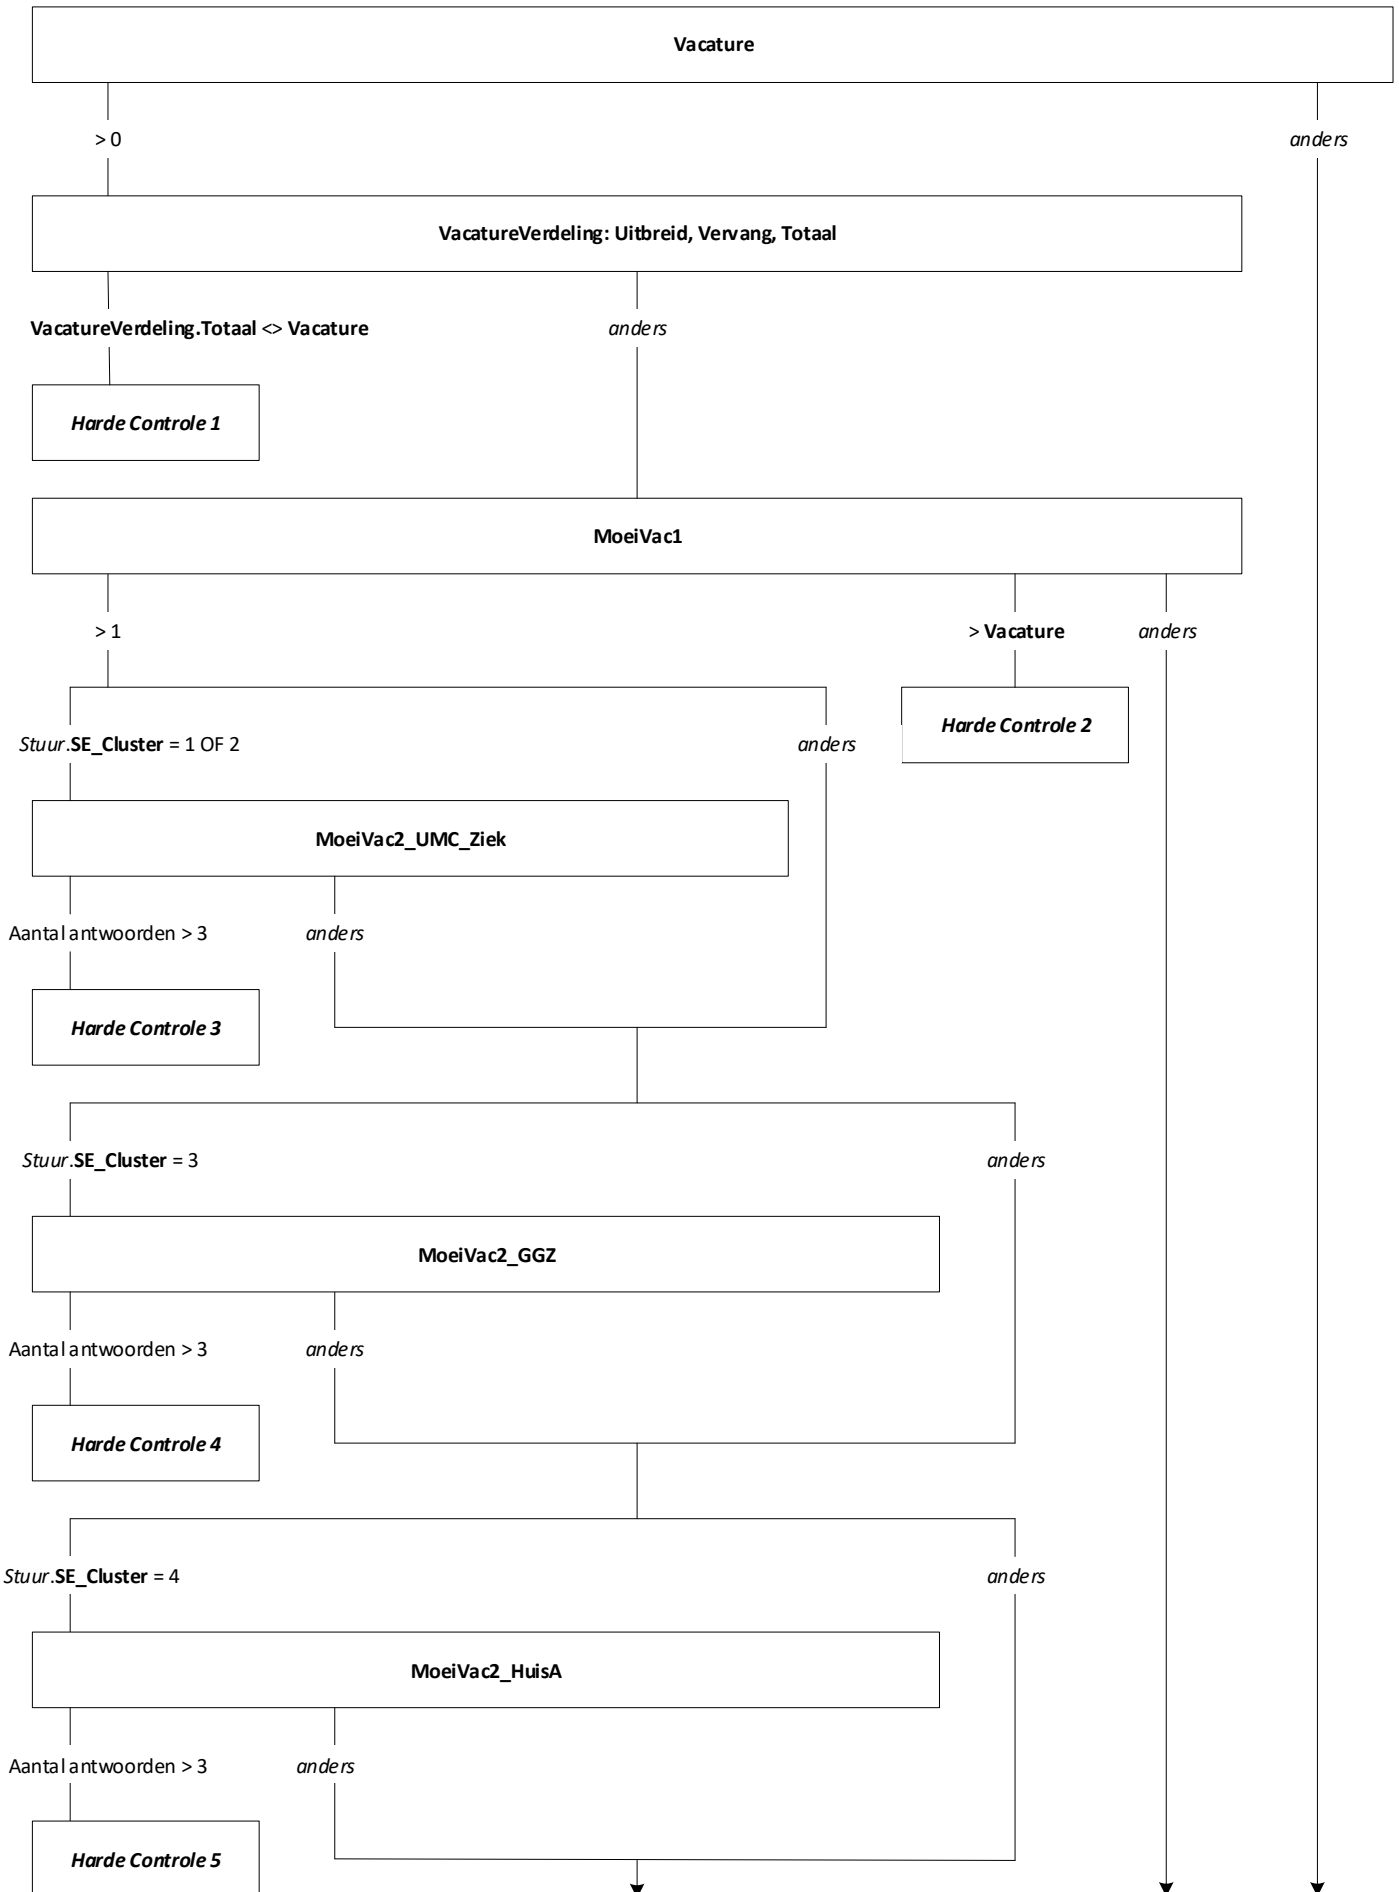 Vacature
> 0
anders
VacatureVerdeling: Uitbreid, Vervang, Totaal
VacatureVerdeling.Totaal <> Vacature
anders
Harde Controle 1
MoeiVac1
> 1
> Vacature
anders
Harde Controle 2
Stuur.SE_Cluster = 1 OF 2
anders
MoeiVac2_UMC_Ziek
Aantal antwoorden > 3
anders
Harde Controle 3
Stuur.SE_Cluster = 3
anders
MoeiVac2_GGZ
Aantal antwoorden > 3
anders
Harde Controle 4
Stuur.SE_Cluster = 4
anders
MoeiVac2_HuisA
Aantal antwoorden > 3
anders
Harde Controle 5